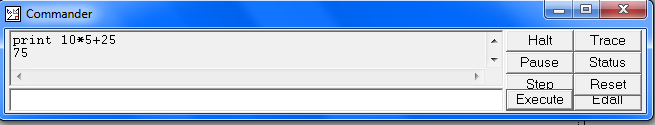 Commander
print 10*5+25
75
Halt
Trace
Pause
Status
Step
Reset
Execute
Edall